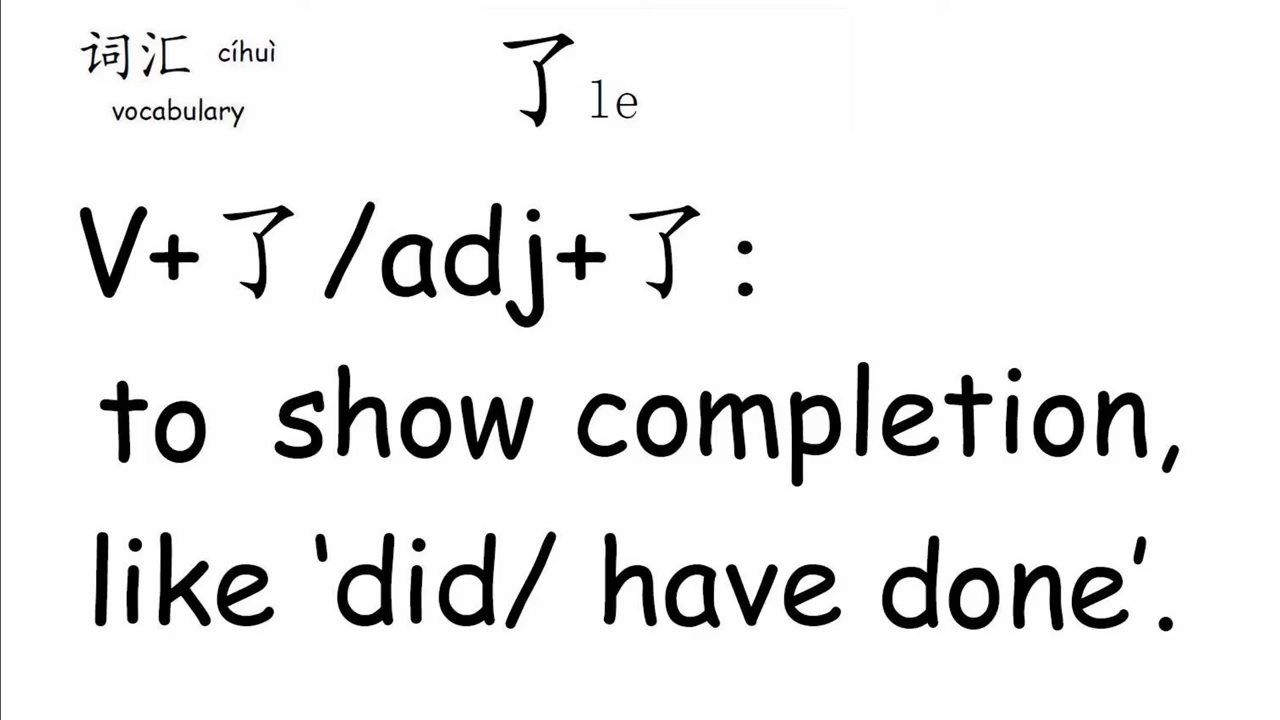 词汇 cíhuì
vocabulary
了 le
V+了/adj+了:
to show completion,
like ‘did/ have done’.